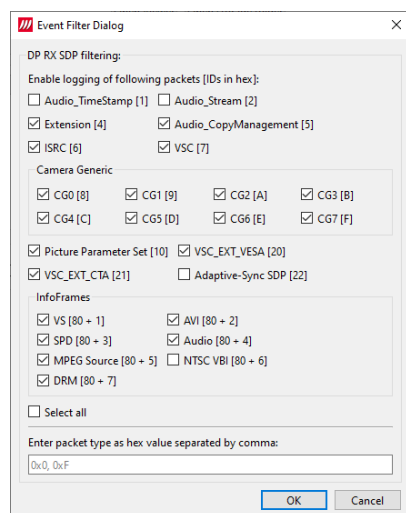 Event Filter Dialog
DP RX SDP filtering:
Enable logging of following packets [IDs in hex]:
Audio_TimeStamp [1] Audio_Stream [2]
Extension [4] Audio_CopyManagement [5]
ISRC [6] VSC [7]
Camera Generic
CG0 [8] CG1 [9] CG2 [A] CG3 [B]
CG4 [C] CG5 [D] CG6 [E] CG7 [F]
Picture Parameter Set [10] VSC_EXT_VESA [20]
VSC_EXT_CTA [21] Adaptive-Sync SDP [22]
InfoFrames
VS [80 + 1] AVI [80 + 2]
SPD [80 + 3] Audio [80 + 4]
MPEG Source [80 + 5] NTSC VBI [80 + 6]
DRM [80 + 7]
Select all
Enter packet type as hex value separated by comma:
0x0, 0xF
OK Cancel